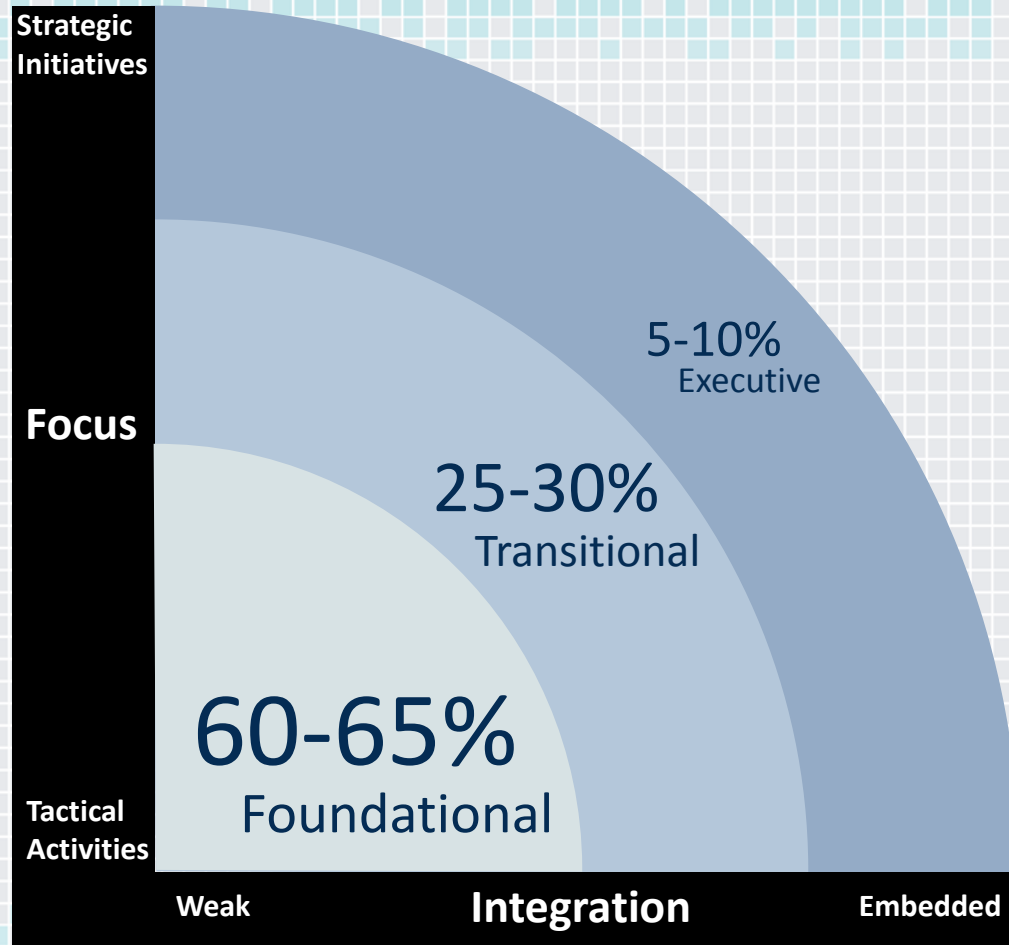 Strategic
Initiatives
5-10%
Executive
Focus
25-30%
Transitional
60-65%
Foundational
Tactical
Activities
Weak
Integration
Embedded